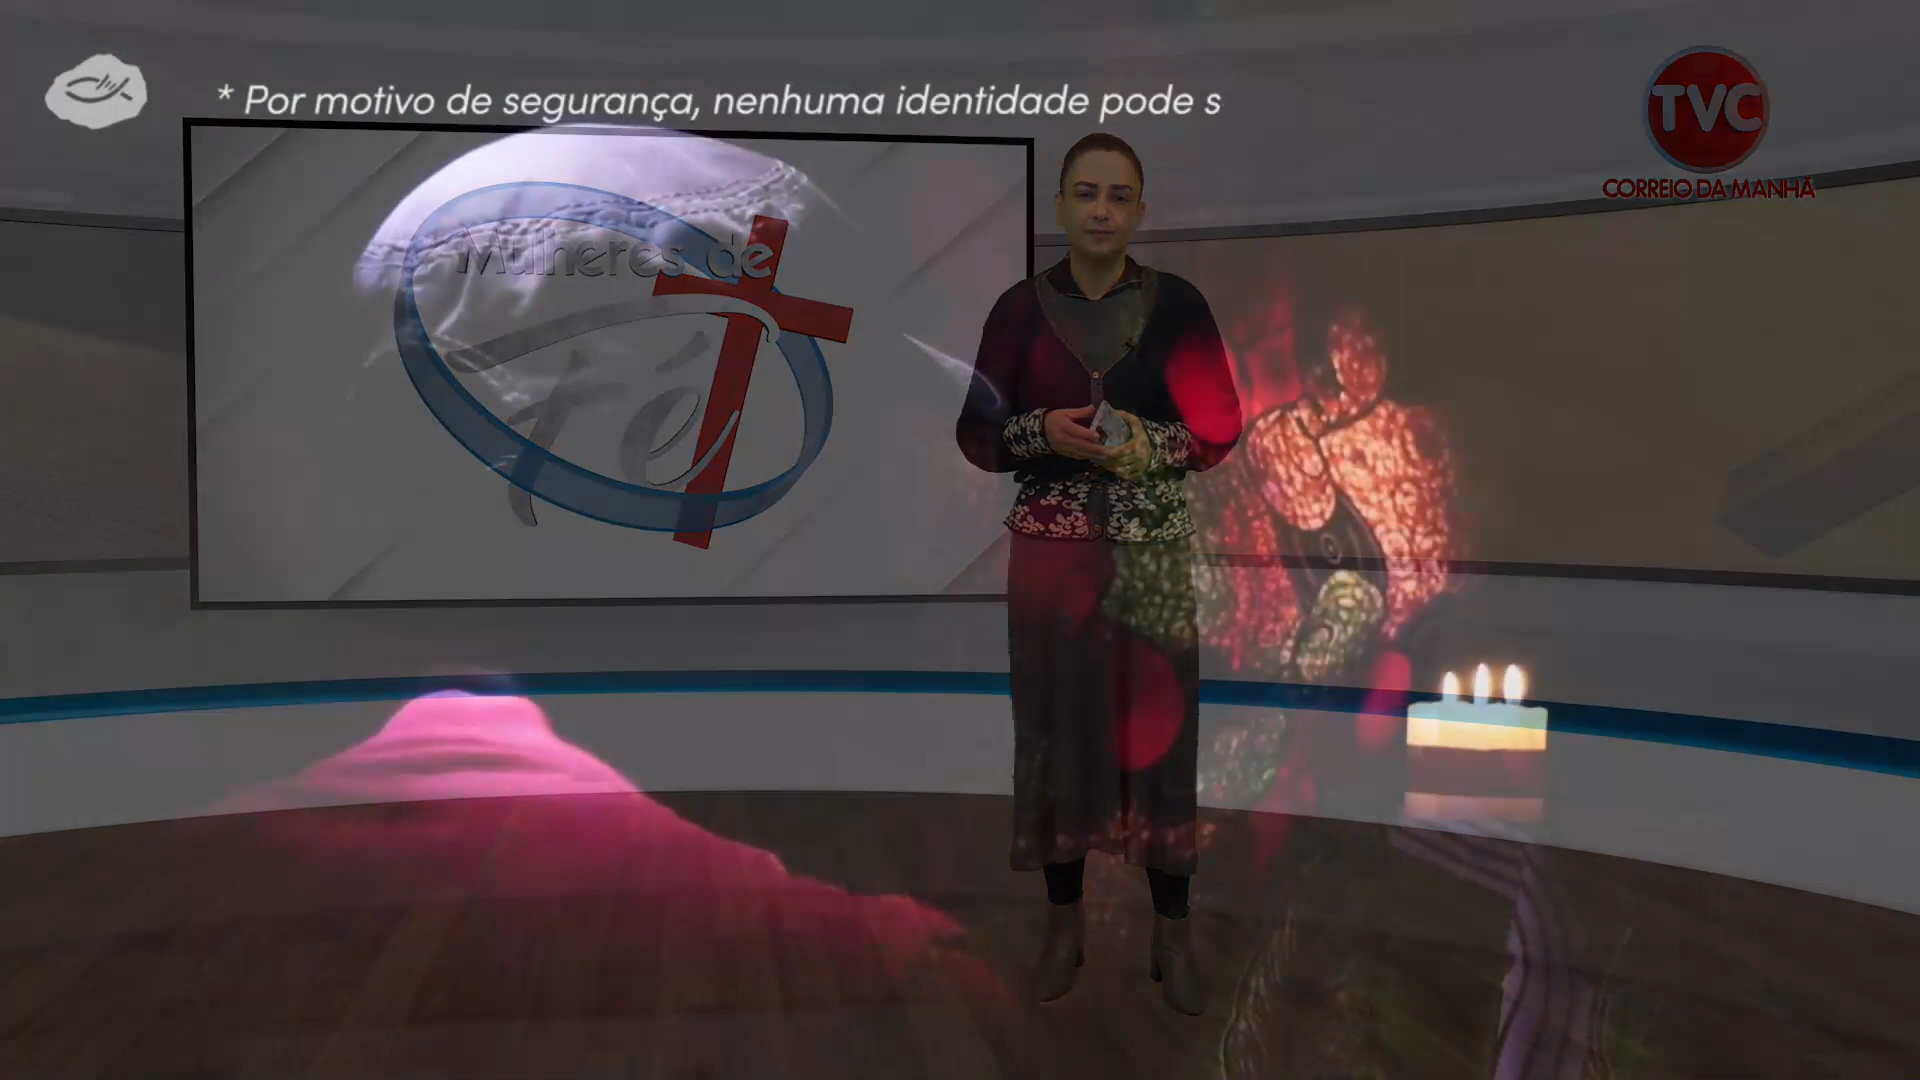 * Por motivo de segurança, nenhuma identidade pode s
TVC
CORREIO DA MANHÃ
Mulheres de
Fé